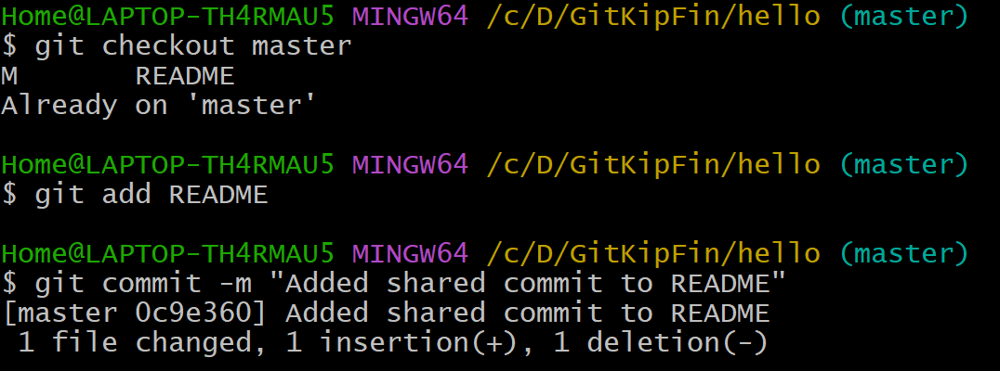 Home@LAPTOP-TH4RMAU5 MINGW64 /c/D/GitKipFin/hello (master)
$ git checkout master
M       README
Already on 'master'

Home@LAPTOP-TH4RMAU5 MINGW64 /c/D/GitKipFin/hello (master)
$ git add README

Home@LAPTOP-TH4RMAU5 MINGW64 /c/D/GitKipFin/hello (master)
$ git commit -m "Added shared commit to README"
[master 0c9e360] Added shared commit to README
 1 file changed, 1 insertion(+), 1 deletion(-)